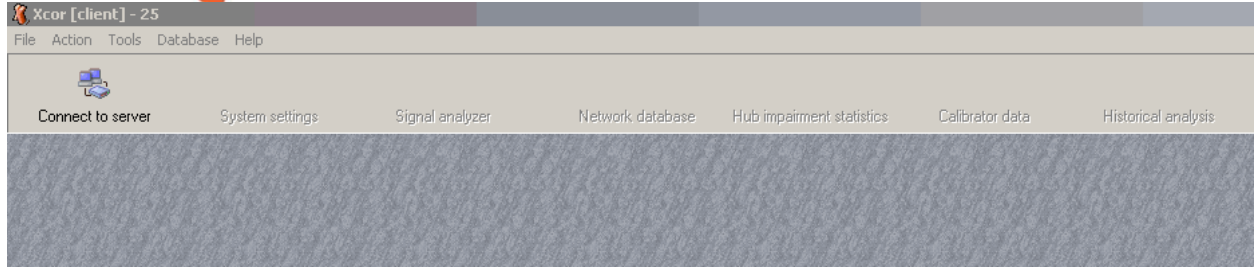 Xcor [client] - 25
File Action Tools Database Help
Connect to server System settings Signal analyzer Network database Hub impairment statistics Calibrator data Historical analysis